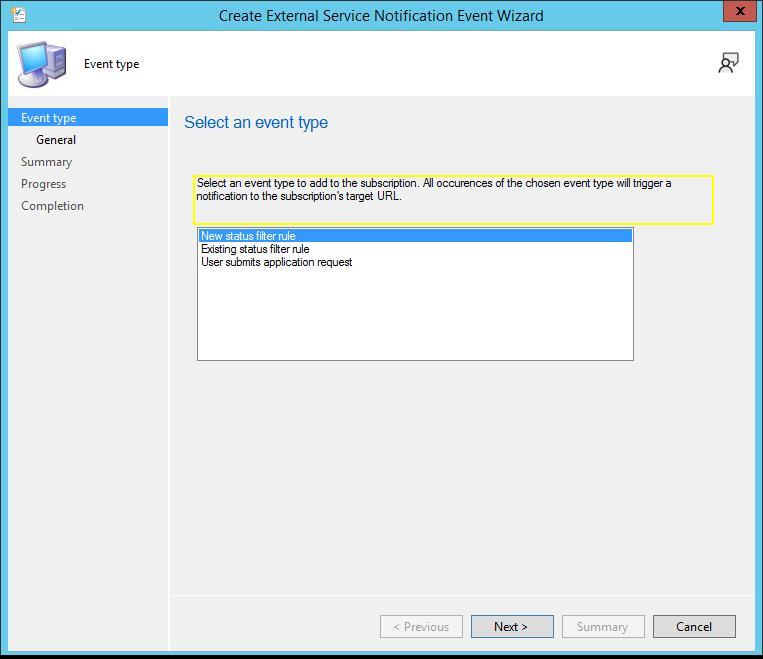 Create External Service Notification Event Wizard
x
Event type
Event type
General
Summary
Progress
Completion
Select an event type
Select an event type to add to the subscription. All occurences of the chosen event type will trigger a
notification to the subscription's target URL.
New status filter rule
Existing status filter rule
User submits application request
< Previous
Next >
Summary
Cancel